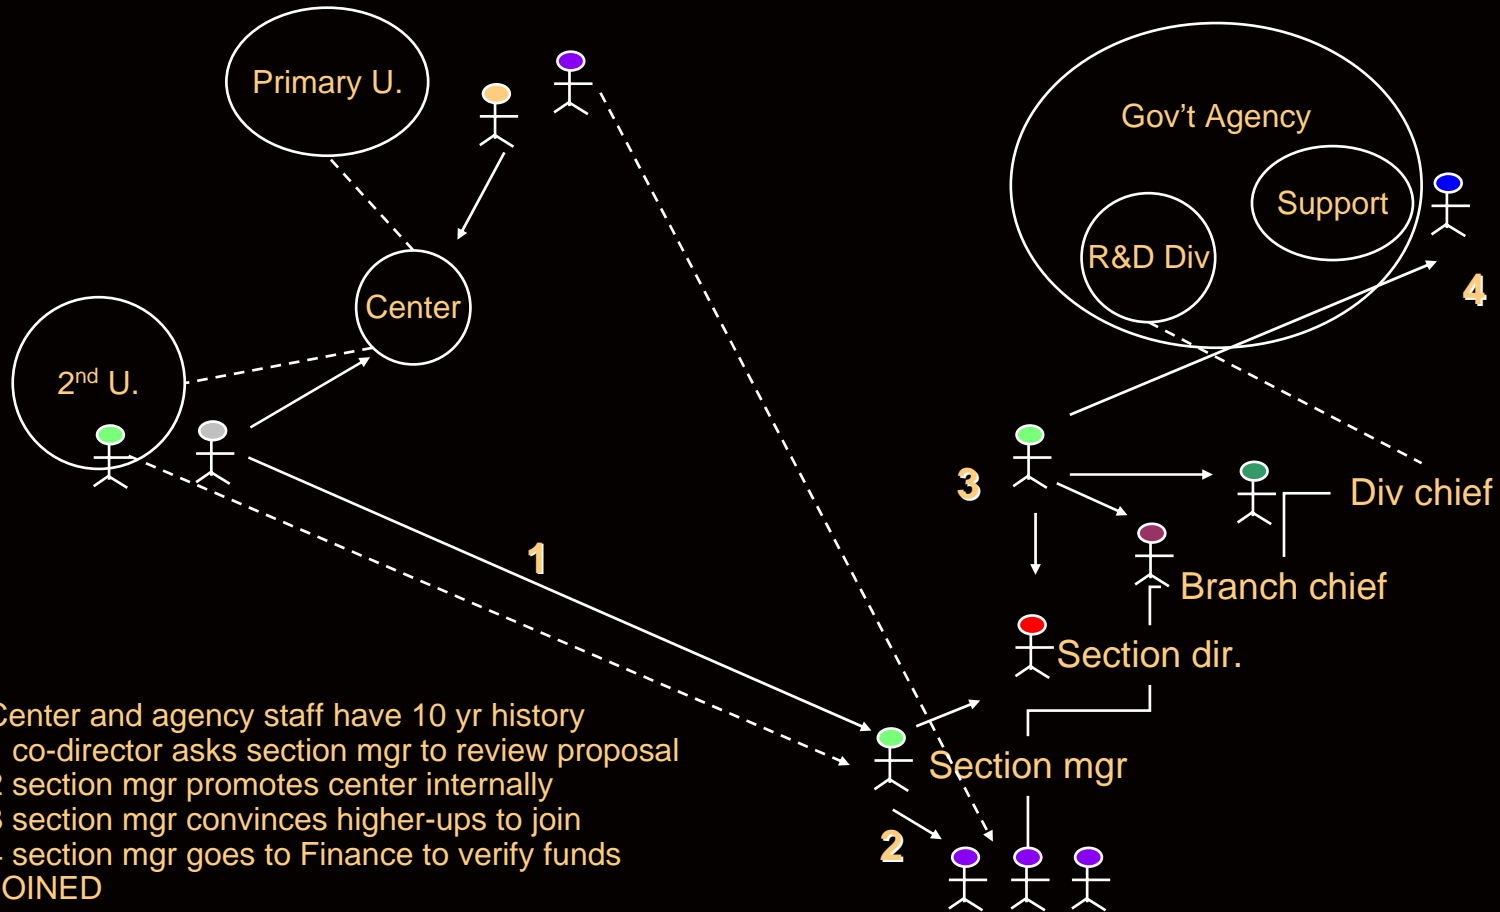 Primary U.
Gov't Agency
Support
R&D Div
Center
2nd U.
4
3
Div chief
1
Branch chief
Section dir.
Section mgr
2
Center and agency staff have 10 yr history
co-director asks section mgr to review proposal
2 section mgr promotes center internally
3 section mgr convinces higher-ups to join
section mgr goes to Finance to verify funds
OINED